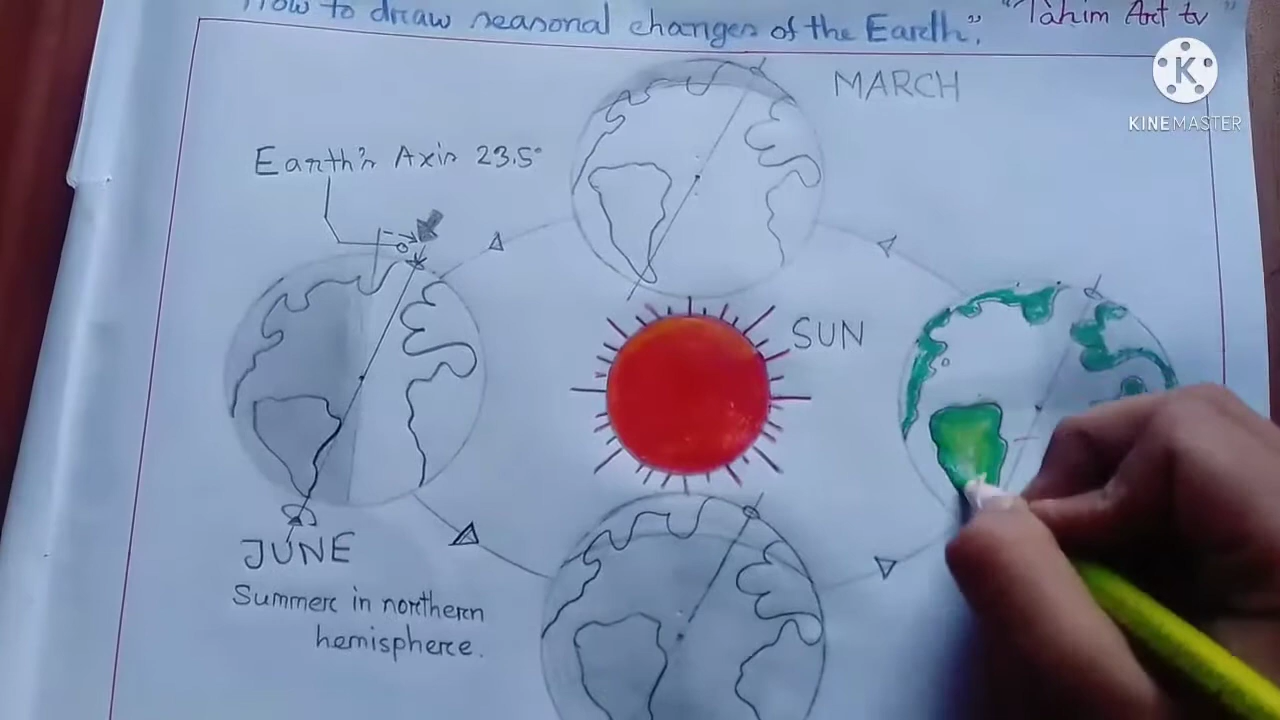 How to draw seasonal changes of the Earth." "Tahim Art tv"
MARCH
KINEMASTER
Earth's Axis 23.5°
SUN
JUNE
Summer in northern
hemisphere.